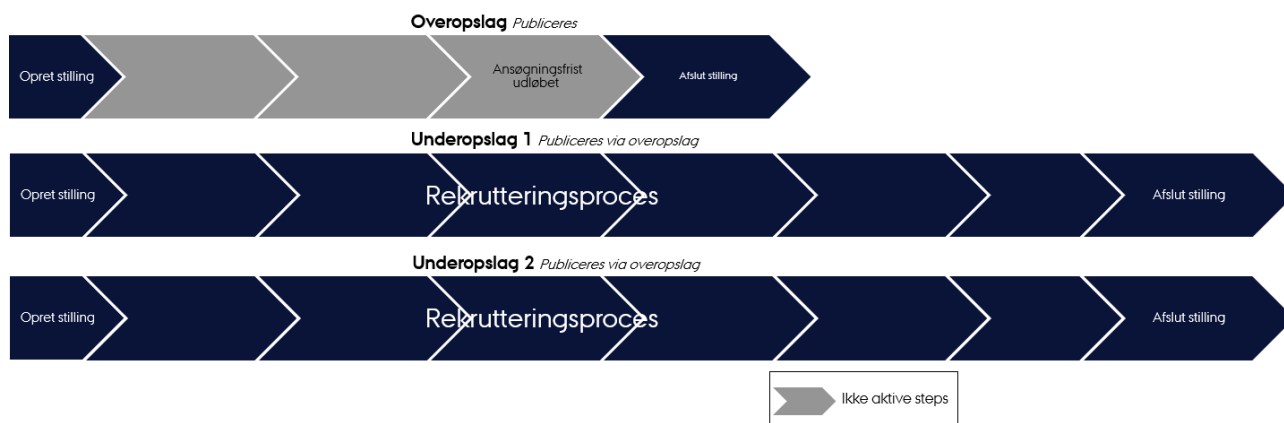 Overopslag Publiceres
Opret stilling
Ansøgningsfrist
udløbet
Afslut stilling
Underopslag 1 Publiceres via overopslag
Opret stilling
Rekrutteringsproces
Afslut stilling
Underopslag 2 Publiceres via overopslag
Opret stilling
Rekrutteringsproces
Afslut stilling
Ikke aktive steps